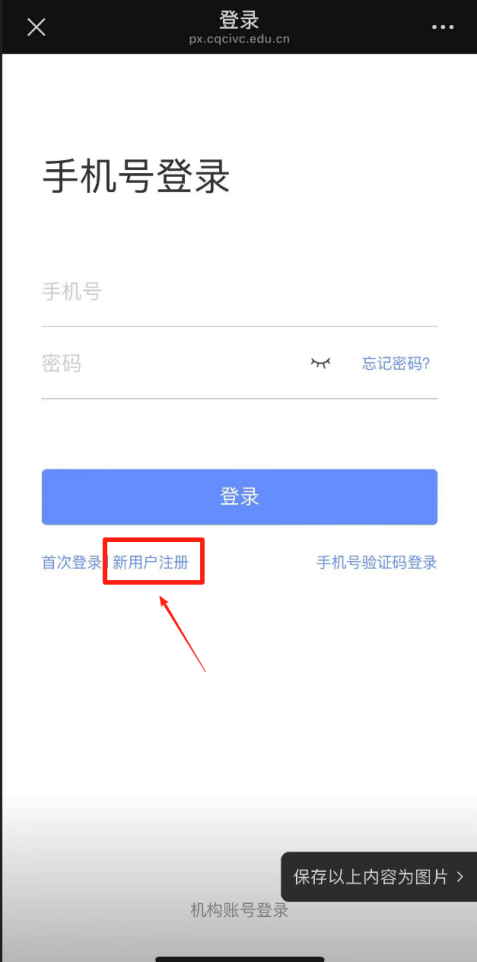 登录
px.cqcivc.edu.cn
手机号登录
手机号
密码 忘记密码?
登录
首次登录 新用户注册 手机号验证码登录
保存以上内容为图片 >
机构账号登录